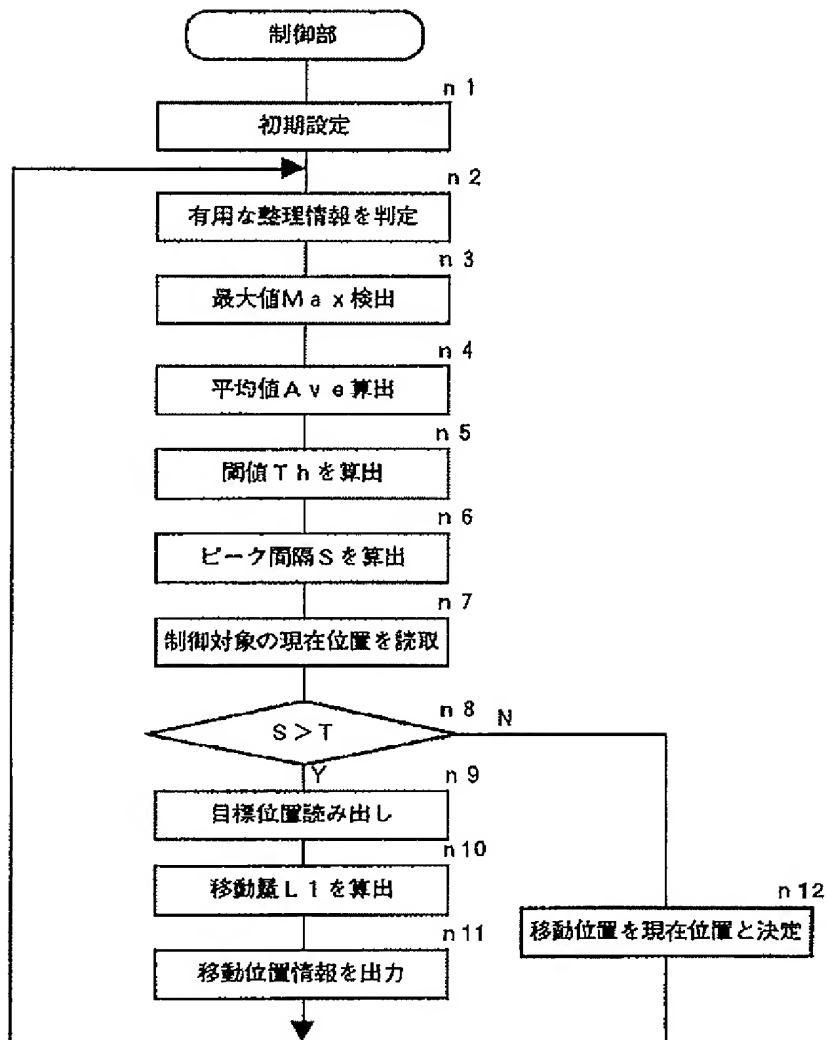 制御部
n 1
初期設定
n 2
有用な整理情報を判定
n 3
最大値Ｍａｘ検出
n 4
平均値Ａｖｅ算出
n 5
閾値Ｔｈを算出
n 6
ピーク間隔Ｓを算出
n 7
制御対象の現在位置を読取
n 8
Ｓ＞Ｔ
N
Y
n 9
目標位置読み出し
n 10
移動量Ｌ１を算出
n 11
移動位置情報を出力
n 12
移動位置を現在位置と決定